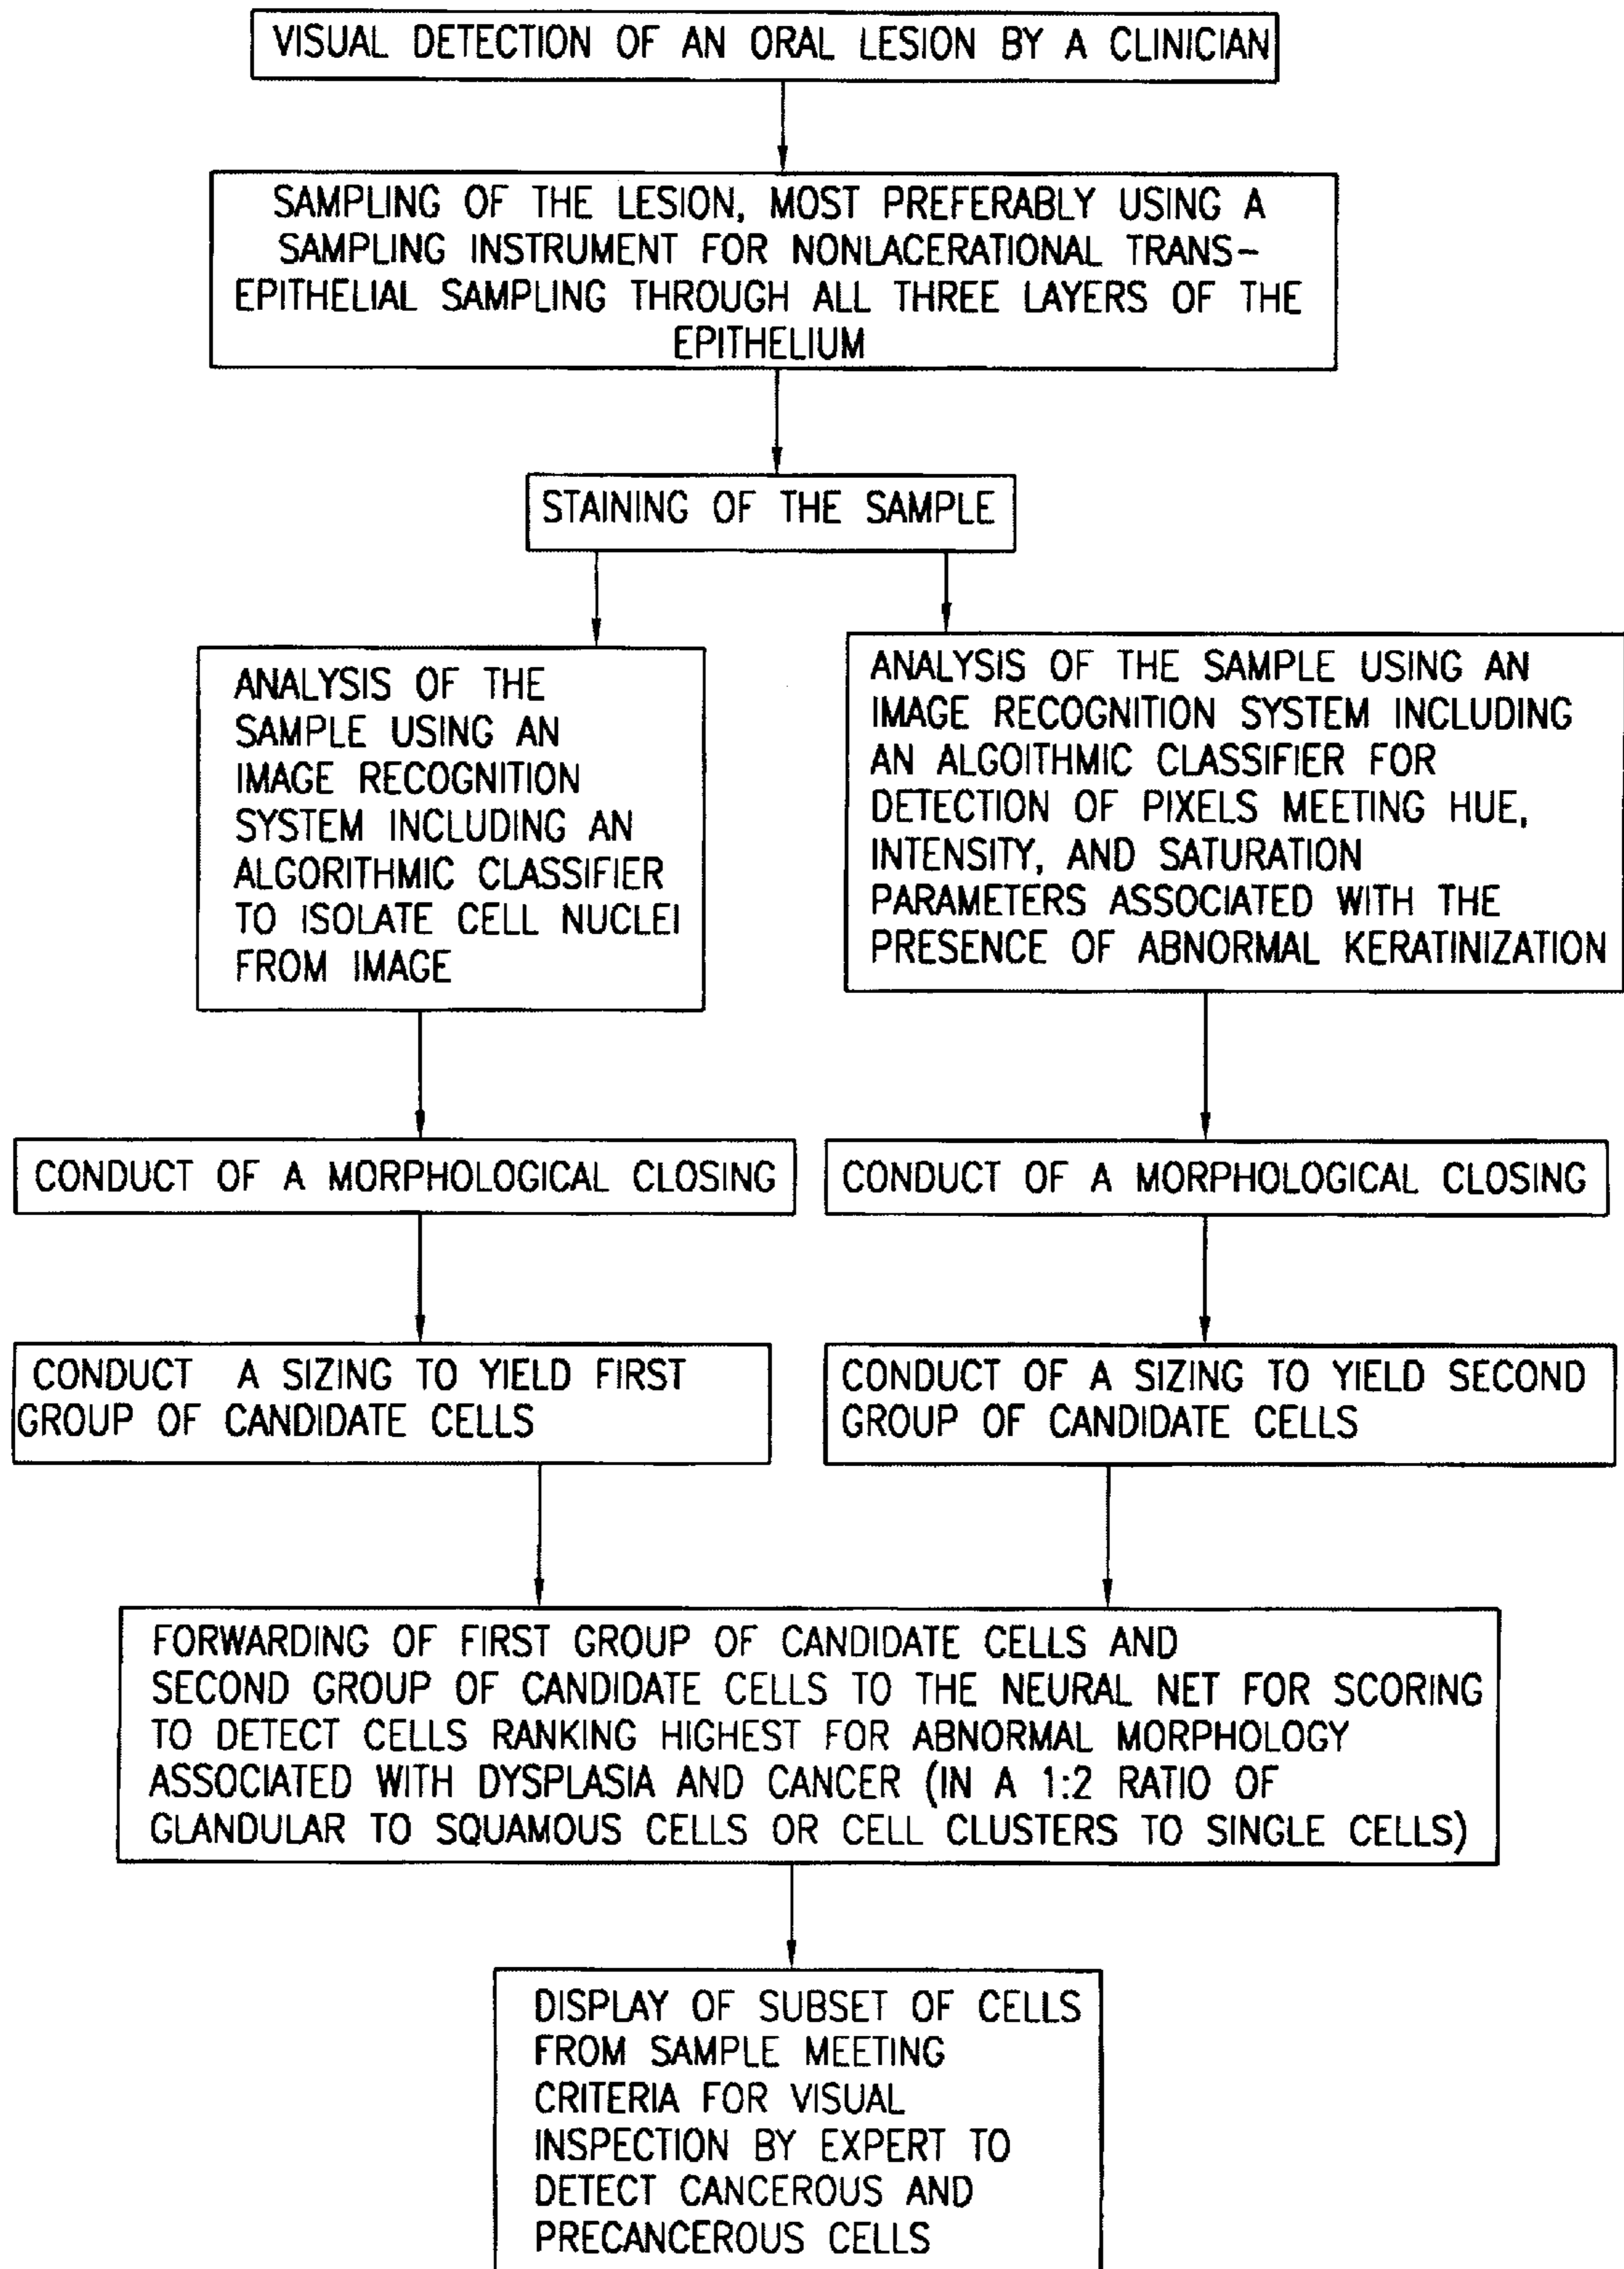 VISUAL DETECTION OF AN ORAL LESION BY A CLINICIAN
SAMPLING OF THE LESION, MOST PREFERABLY USING A
SAMPLING INSTRUMENT FOR NONLACERATIONAL TRANS-
EPITHELIAL SAMPLING THROUGH ALL THREE LAYERS OF THE
EPITHELIUM
STAINING OF THE SAMPLE
ANALYSIS OF THE
SAMPLE USING AN
IMAGE RECOGNITION
SYSTEM INCLUDING AN
ALGORITHMIC CLASSIFIER
TO ISOLATE CELL NUCLEI
FROM IMAGE
ANALYSIS OF THE SAMPLE USING AN
IMAGE RECOGNITION SYSTEM INCLUDING
AN ALGOITHMIC CLASSIFIER FOR
DETECTION OF PIXELS MEETING HUE,
INTENSITY, AND SATURATION
PARAMETERS ASSOCIATED WITH THE
PRESENCE OF ABNORMAL KERATINIZATION
CONDUCT OF A MORPHOLOGICAL CLOSING
CONDUCT OF A MORPHOLOGICAL CLOSING
CONDUCT A SIZING TO YIELD FIRST
GROUP OF CANDIDATE CELLS
CONDUCT OF A SIZING TO YIELD SECOND
GROUP OF CANDIDATE CELLS
FORWARDING OF FIRST GROUP OF CANDIDATE CELLS AND
SECOND GROUP OF CANDIDATE CELLS TO THE NEURAL NET FOR SCORING
TO DETECT CELLS RANKING HIGHEST FOR ABNORMAL MORPHOLOGY
ASSOCIATED WITH DYSPLASIA AND CANCER (IN A 1:2 RATIO OF
GLANDULAR TO SQUAMOUS CELLS OR CELL CLUSTERS TO SINGLE CELLS)
DISPLAY OF SUBSET OF CELLS
FROM SAMPLE MEETING
CRITERIA FOR VISUAL
INSPECTION BY EXPERT TO
DETECT CANCEROUS AND
PRECANCEROUS CELLS